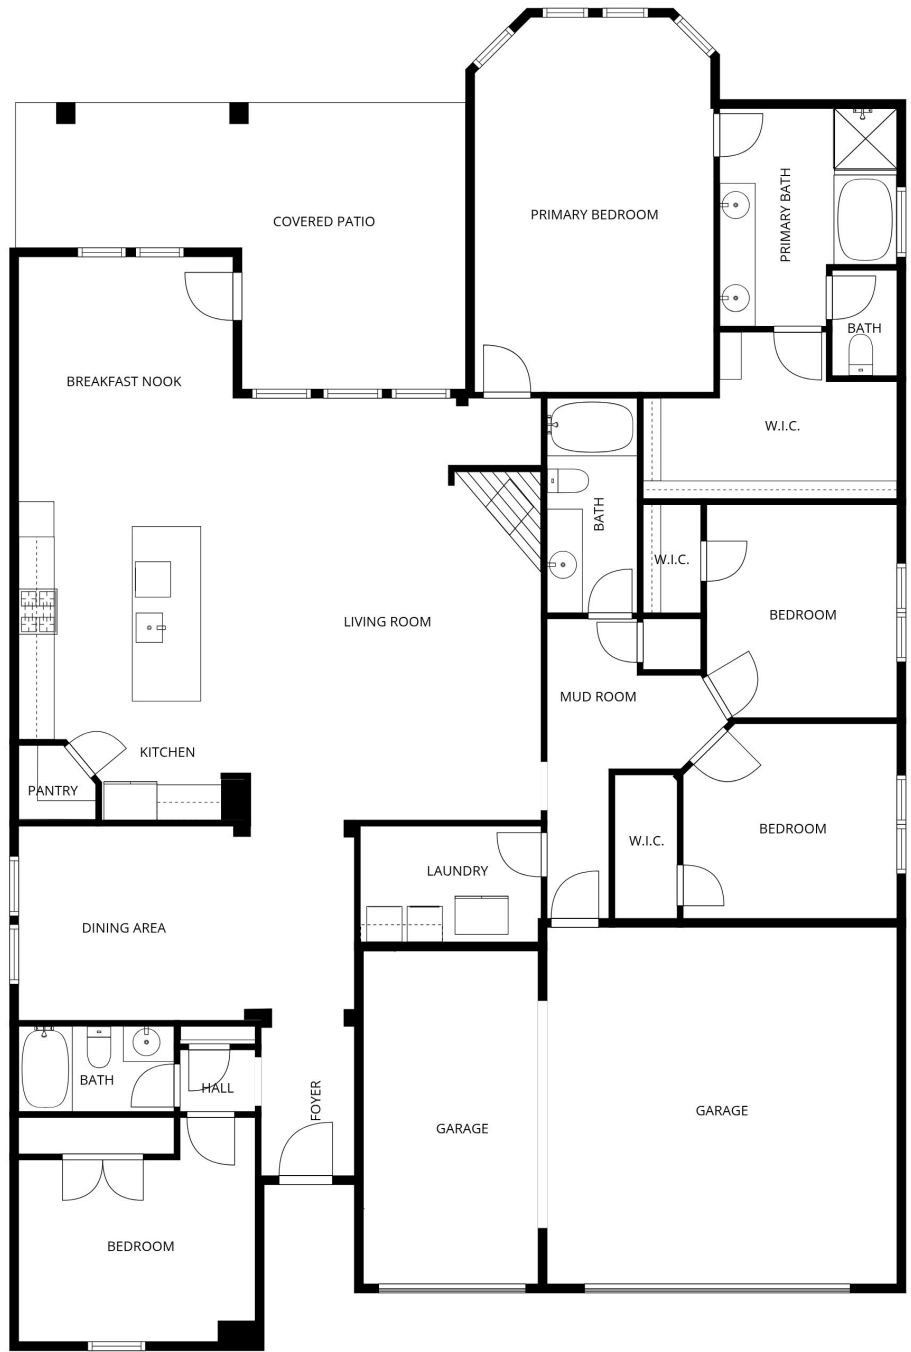 COVERED PATIO
PRIMARY BEDROOM
PRIMARY BATH
BATH
BREAKFAST NOOK
W.I.C.
BATH
W.I.C.
BEDROOM
LIVING ROOM
MUD ROOM
KITCHEN
PANTRY
BEDROOM
W.I.C.
LAUNDRY
DINING AREA
BATH
HALL
FOYER
GARAGE
GARAGE
BEDROOM